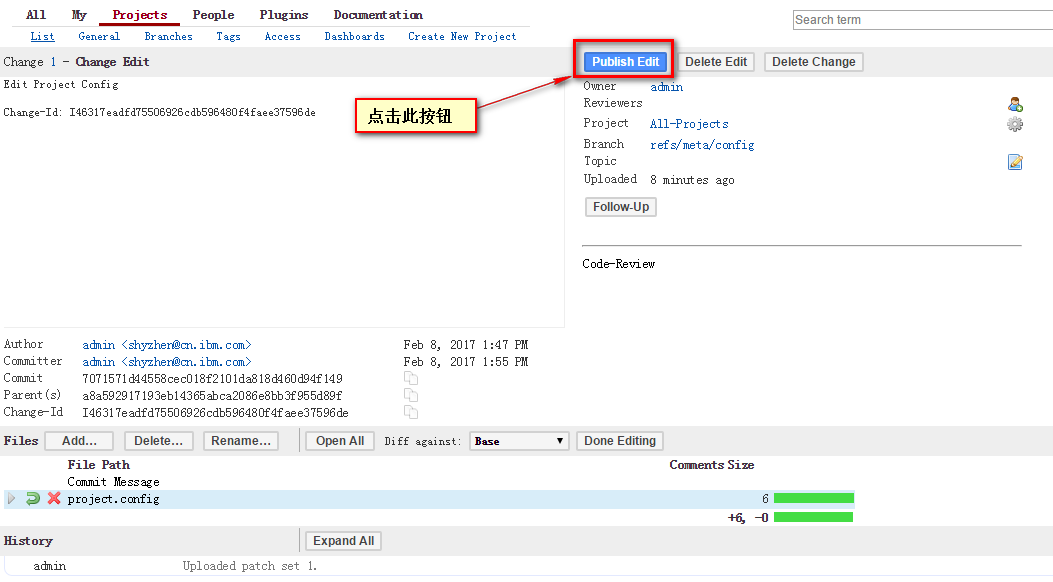 All My Projects People Plugins Documentation
Search term
List General Branches Tags Access Dashboards Create New Project
Change 1 - Change Edit
Publish Edit Delete Edit Delete Change
Edit Project Config
Change-Id: I46317eadfd75506926cdb596480f4faee37596de
点击此按钮
Owner admin
Reviewers
Project All-Projects
Branch refs/meta/config
Topic
Uploaded 8 minutes ago
Follow-Up
Code-Review
Author admin <shyzhen@cn.ibm.com> Feb 8, 2017 1:47 PM
Committer admin <shyzhen@cn.ibm.com> Feb 8, 2017 1:55 PM
Commit 7071571d44558cec018f2101da818d460d94f149
Parent(s) a8a592917193eb14365abca2086e8bb3f955d89f
Change-Id I46317eadfd75506926cdb596480f4faee37596de
Files Add... Delete... Rename... Open All Diff against: Base Done Editing
File Path Comments Size
Commit Message
project.config 6
+6, -0
History Expand All
admin Uploaded patch set 1.